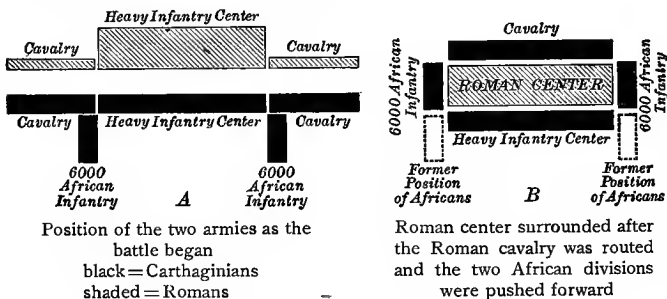 Heavy Infantry Center
Cavalry
Cavalry
Cavalry
Heavy Infantry Center
Cavalry
6000
African
Infantry
6000
African
Infantry
A
Position of the two armies as the
battle began
black=Carthaginians
shaded=Romans
Cavalry
6000 African
Infantry
ROMAN CENTER
6000 African
Infantry
Heavy Infantry Center
Former
Position
of Africans
B
Former
Position
of Africans
Roman center surrounded after
the Roman cavalry was routed
and the two African divisions
were pushed forward